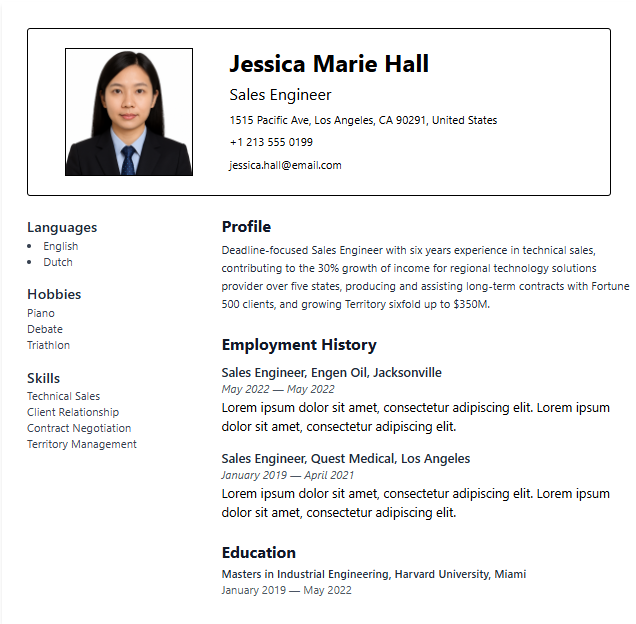 Jessica Marie Hall
Sales Engineer
1515 Pacific Ave, Los Angeles, CA 90291, United States
+1 213 555 0199
jessica.hall@email.com
Languages
• English
• Dutch
Hobbies
Piano
Debate
Triathlon
Skills
Technical Sales
Client Relationship
Contract Negotiation
Territory Management
Profile
Deadline-focused Sales Engineer with six years experience in technical sales,
contributing to the 30% growth of income for regional technology solutions
provider over five states, producing and assisting long-term contracts with Fortune
500 clients, and growing Territory sixfold up to $350M.
Employment History
Sales Engineer, Engen Oil, Jacksonville
May 2022 — May 2022
Lorem ipsum dolor sit amet, consectetur adipiscing elit. Lorem ipsum
dolor sit amet, consectetur adipiscing elit.
Sales Engineer, Quest Medical, Los Angeles
January 2019 — April 2021
Lorem ipsum dolor sit amet, consectetur adipiscing elit. Lorem ipsum
dolor sit amet, consectetur adipiscing elit.
Education
Masters in Industrial Engineering, Harvard University, Miami
January 2019 — May 2022